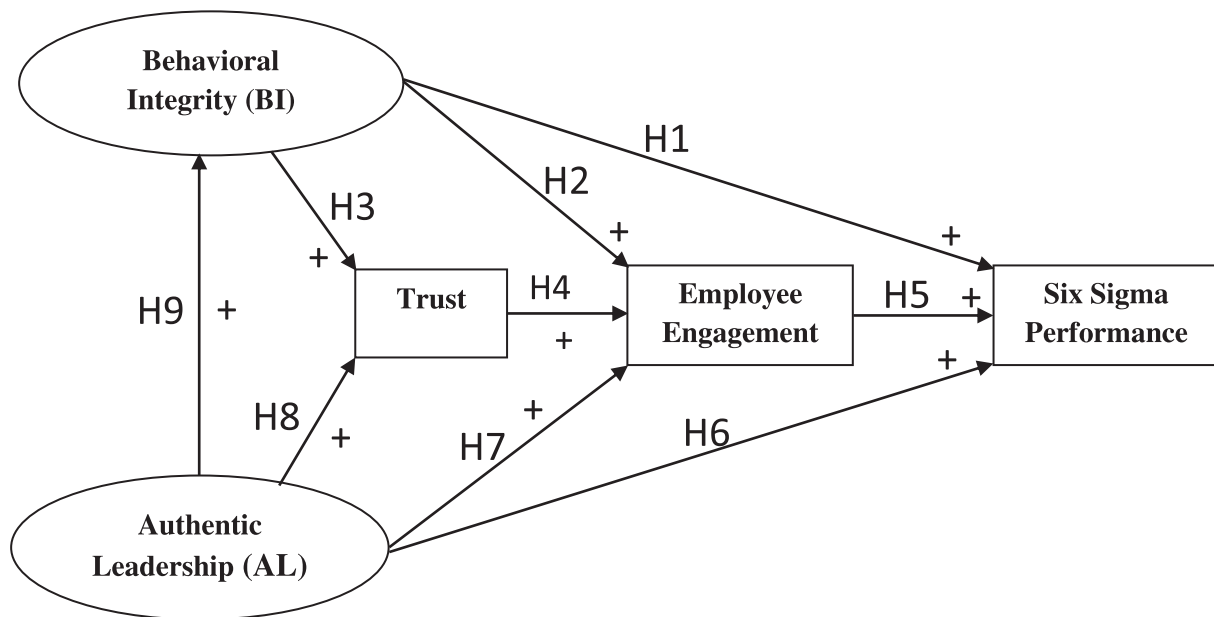 Behavioral
Integrity (BI)
H1
H2
H3
+
+
+
Trust
H4
+
Employee
Engagement
H5
+
Six Sigma
Performance
H9
+
H8
+
H7
+
H6
+
Authentic
Leadership (AL)